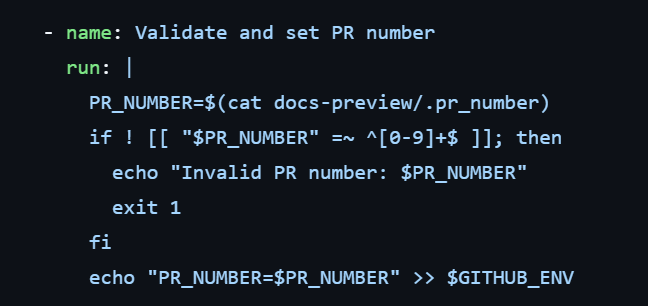 - name: Validate and set PR number
  run: |
    PR_NUMBER=$(cat docs-preview/.pr_number)
    if ! [[ "$PR_NUMBER" =~ ^[0-9]+$ ]]; then
      echo "Invalid PR number: $PR_NUMBER"
      exit 1
    fi
    echo "PR_NUMBER=$PR_NUMBER" >> $GITHUB_ENV